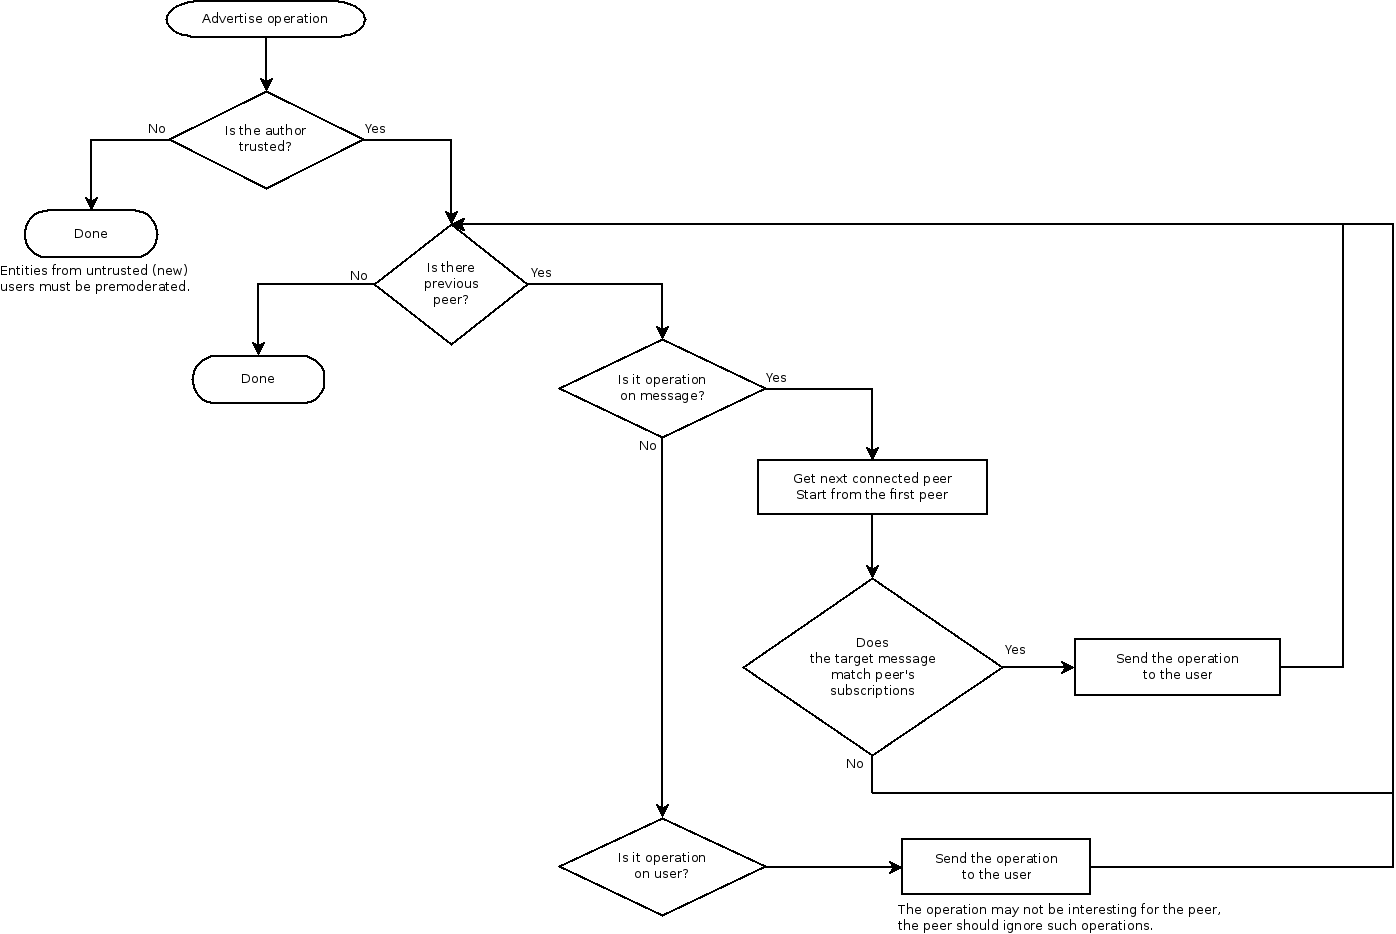 Advertise operation
Is the author
trusted?
No
Yes
Done
Entities from untrusted (new)
users must be premoderated.
Is there
previous
peer?
No
Yes
Done
Is it operation
on message?
Yes
No
Get next connected peer
Start from the first peer
Does
the target message
match peer's
subscriptions
Yes
Send the operation
to the user
No
Is it operation
on user?
Send the operation
to the user
The operation may not be interesting for the peer,
the peer should ignore such operations.